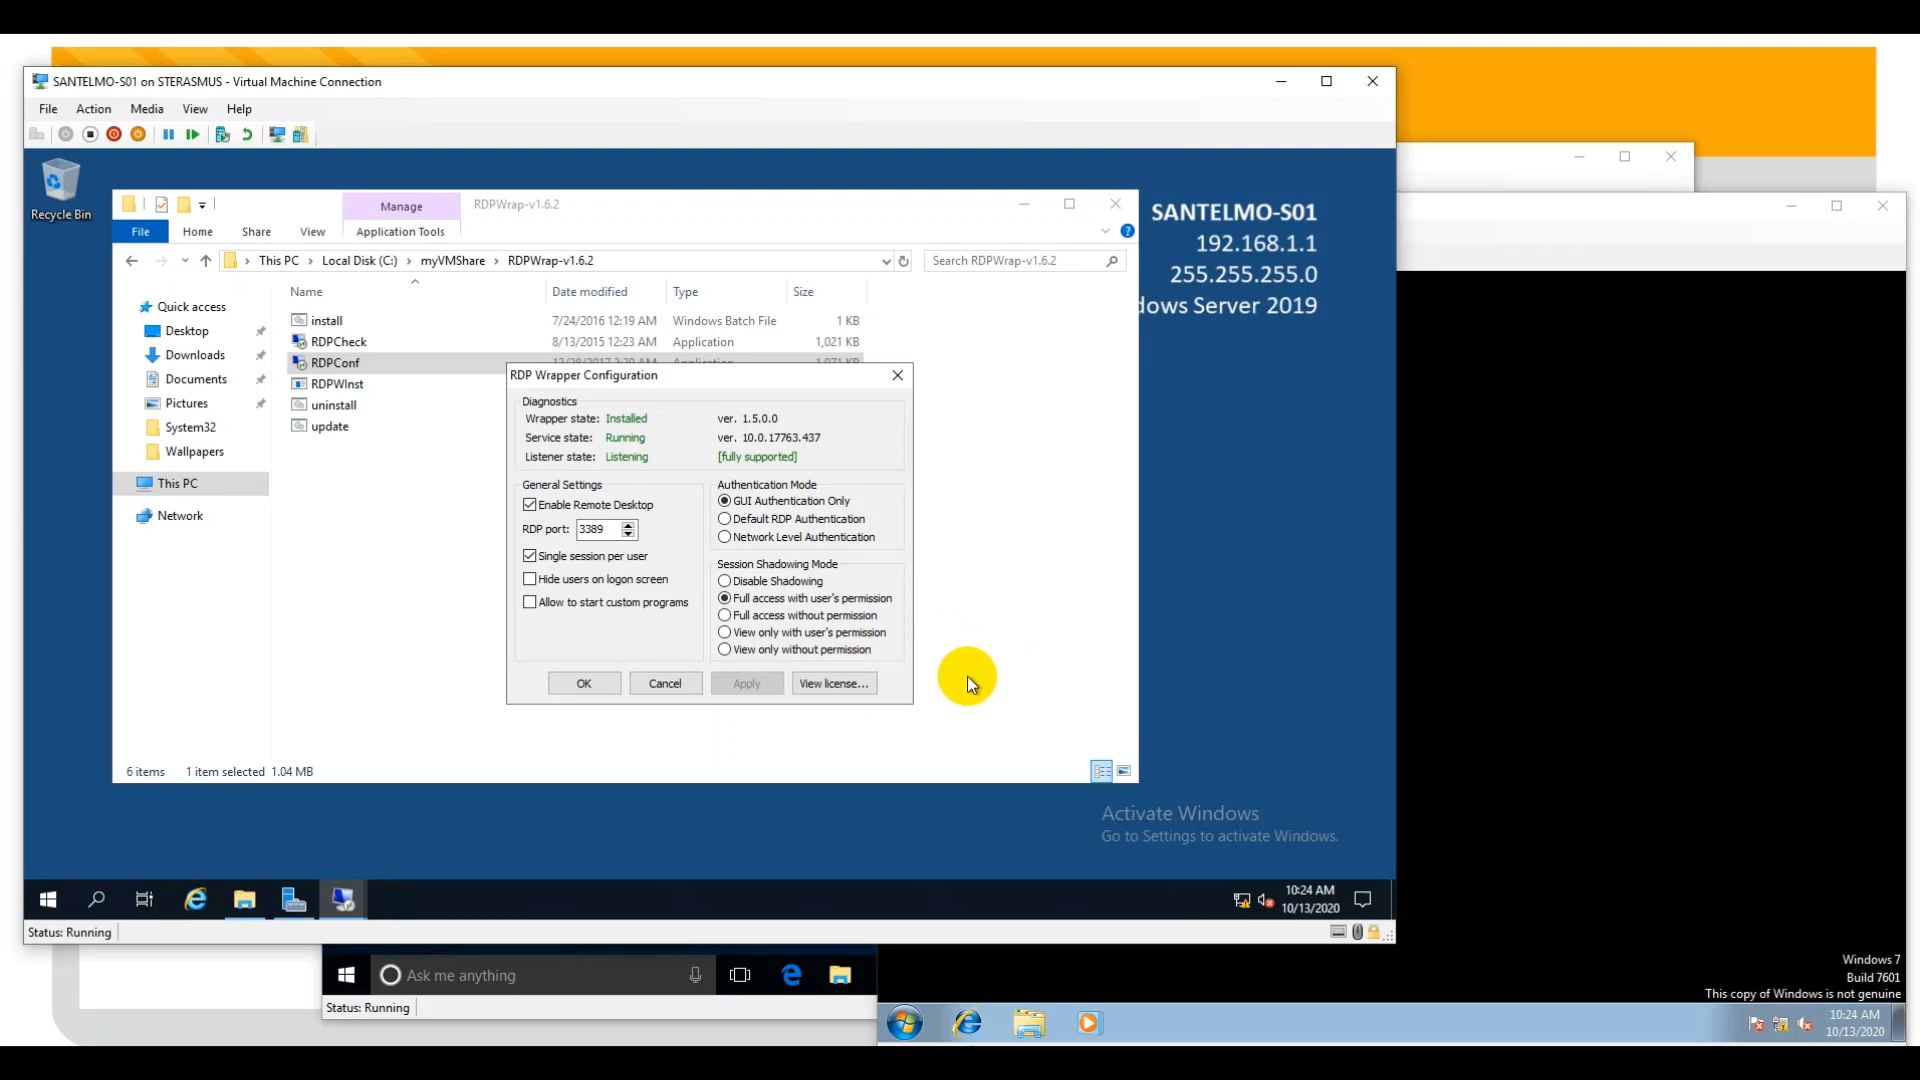 SANTELMO-S01 on STERASMUS - Virtual Machine Connection
File Action Media View Help
Recycle Bin
Manage RDPWrap-v1.6.2
File Home Share View Application Tools
This PC Local Disk (C:) myVMShare RDPWrap-v1.6.2 Search RDPWrap-v1.6.2
Name Date modified Type Size
Quick access
Desktop
Downloads
Documents
Pictures
System32
Wallpapers
This PC
Network
install 7/24/2016 12:19 AM Windows Batch File 1 KB
RDPCheck 8/13/2015 12:23 AM Application 1,021 KB
RDPConf Application 1,071 KB
RDPWInst
uninstall
update
RDP Wrapper Configuration
Diagnostics
Wrapper state: Installed ver. 1.5.0.0
Service state: Running ver. 10.0.17763.437
Listener state: Listening [fully supported]
General Settings
Enable Remote Desktop
RDP port: 3389
Single session per user
Hide users on logon screen
Allow to start custom programs
Authentication Mode
GUI Authentication Only
Default RDP Authentication
Network Level Authentication
Session Shadowing Mode
Disable Shadowing
Full access with user's permission
Full access without permission
View only with user's permission
View only without permission
OK Cancel Apply View license...
6 items 1 item selected 1.04 MB
SANTELMO-S01
192.168.1.1
255.255.255.0
dows Server 2019
Activate Windows
Go to Settings to activate Windows.
10:24 AM
10/13/2020
Status: Running
Ask me anything
Status: Running
Windows 7
Build 7601
This copy of Windows is not genuine
10:24 AM
10/13/2020